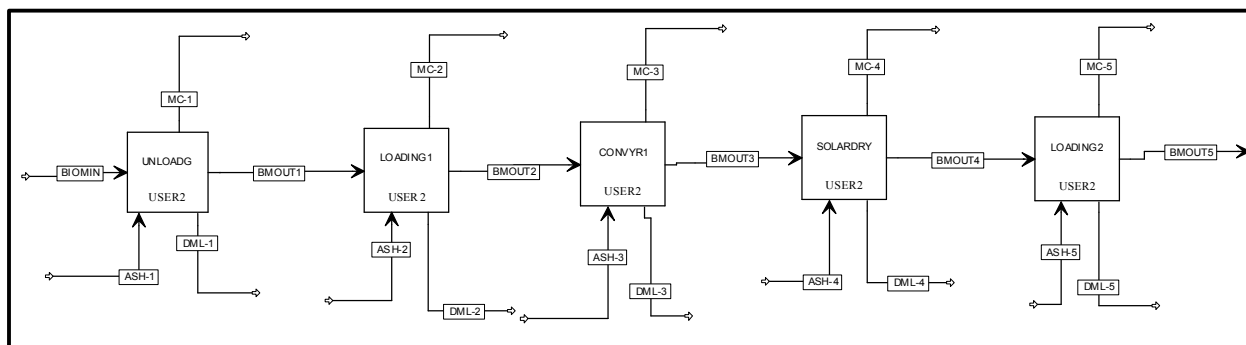 MC-1
UNLOADG
USER2
BIOMIN
BMOUT1
DML-1
ASH-1
MC-2
LOADING1
USER2
BMOUT2
ASH-2
DML-2
MC-3
CONVYR1
USER2
BMOUT3
ASH-3
DML-3
MC-4
SOLARDRY
USER2
BMOUT4
ASH-4
DML-4
MC-5
LOADING2
USER2
BMOUT5
ASH-5
DML-5